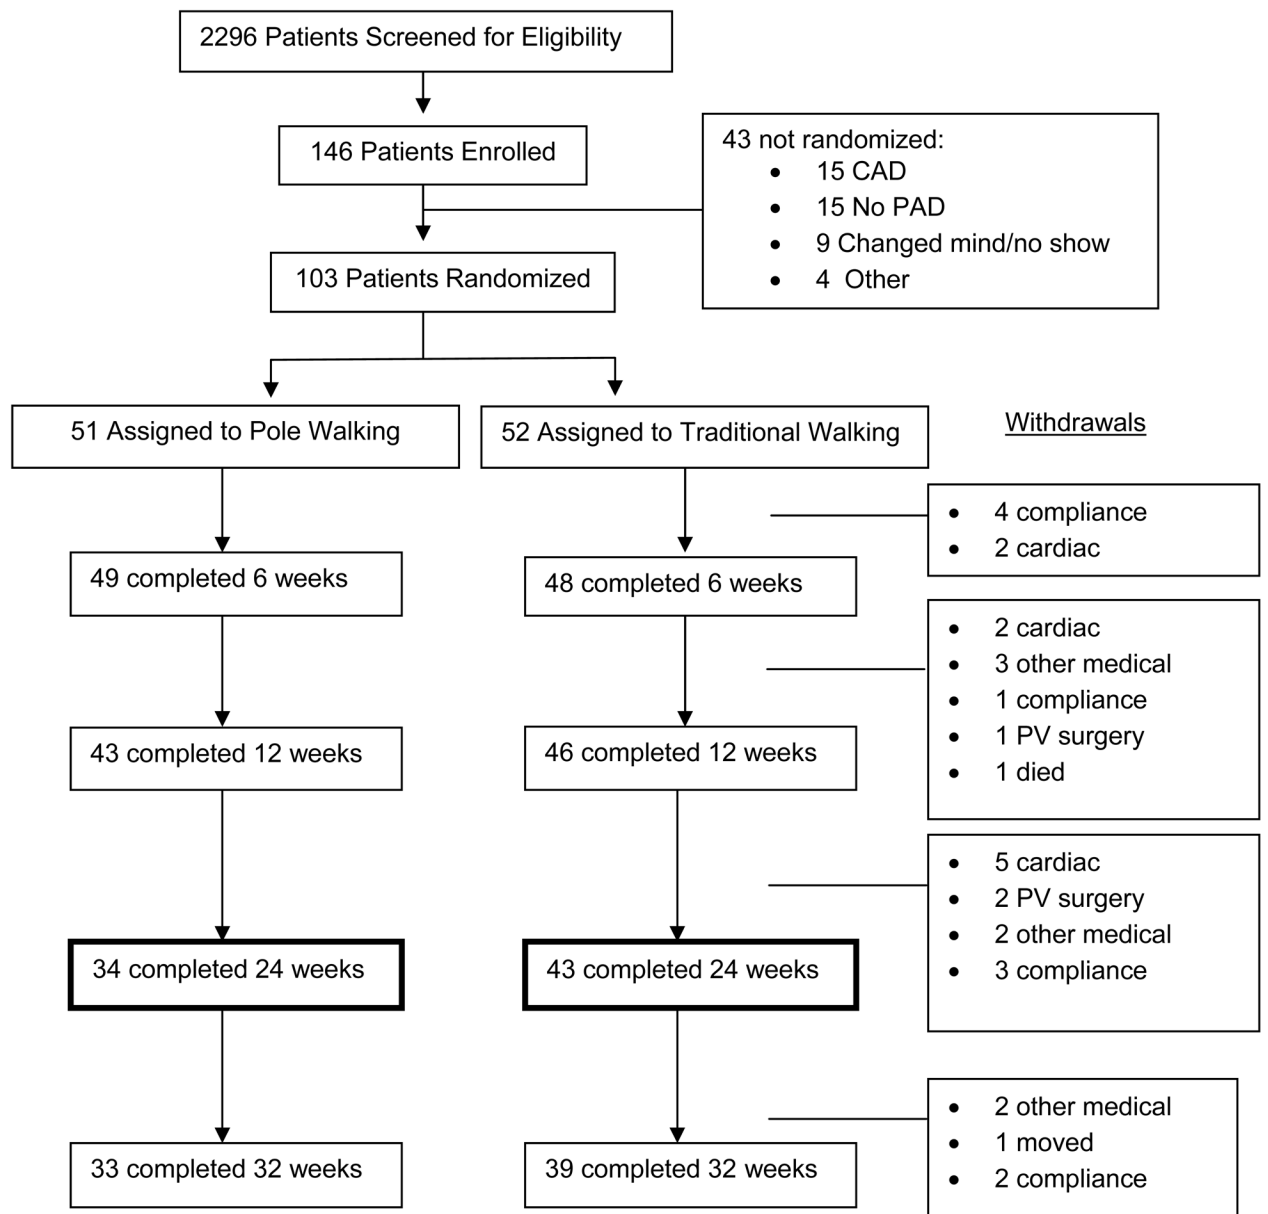 2296 Patients Screened for Eligibility
146 Patients Enrolled
43 not randomized:
• 15 CAD
• 15 No PAD
• 9 Changed mind/no show
• 4 Other
103 Patients Randomized
51 Assigned to Pole Walking
52 Assigned to Traditional Walking
Withdrawals
• 4 compliance
• 2 cardiac
49 completed 6 weeks
48 completed 6 weeks
• 2 cardiac
• 3 other medical
• 1 compliance
• 1 PV surgery
• 1 died
43 completed 12 weeks
46 completed 12 weeks
• 5 cardiac
• 2 PV surgery
• 2 other medical
• 3 compliance
34 completed 24 weeks
43 completed 24 weeks
• 2 other medical
• 1 moved
• 2 compliance
33 completed 32 weeks
39 completed 32 weeks